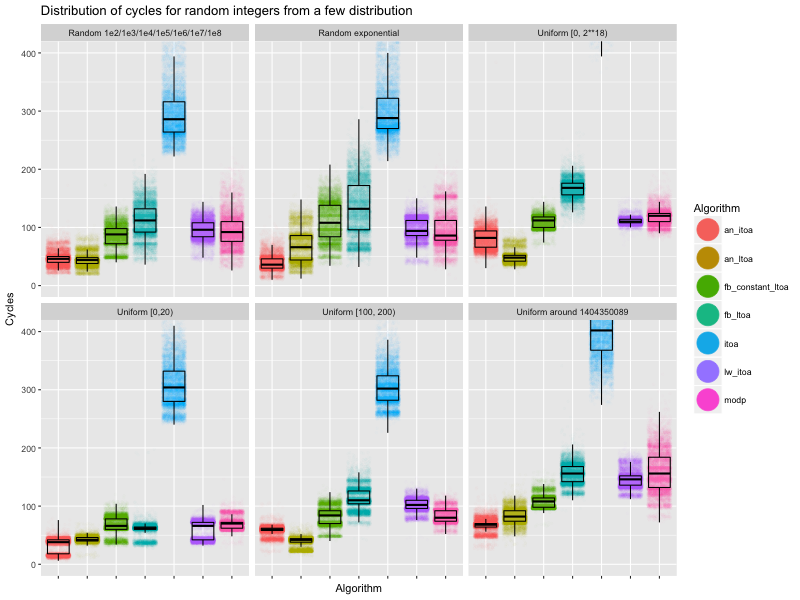 Distribution of cycles for random integers from a few distribution
Random 1e2/1e3/1e4/1e5/1e6/1e7/1e8
Random exponential
Uniform [0, 2**18)
400
300
200
100
0
Uniform [0,20)
Uniform [100, 200)
Uniform around 1404350089
400
300
200
100
0
Cycles
Algorithm
Algorithm
an_itoa
an_ltoa
fb_constant_ltoa
fb_ltoa
itoa
lw_itoa
modp